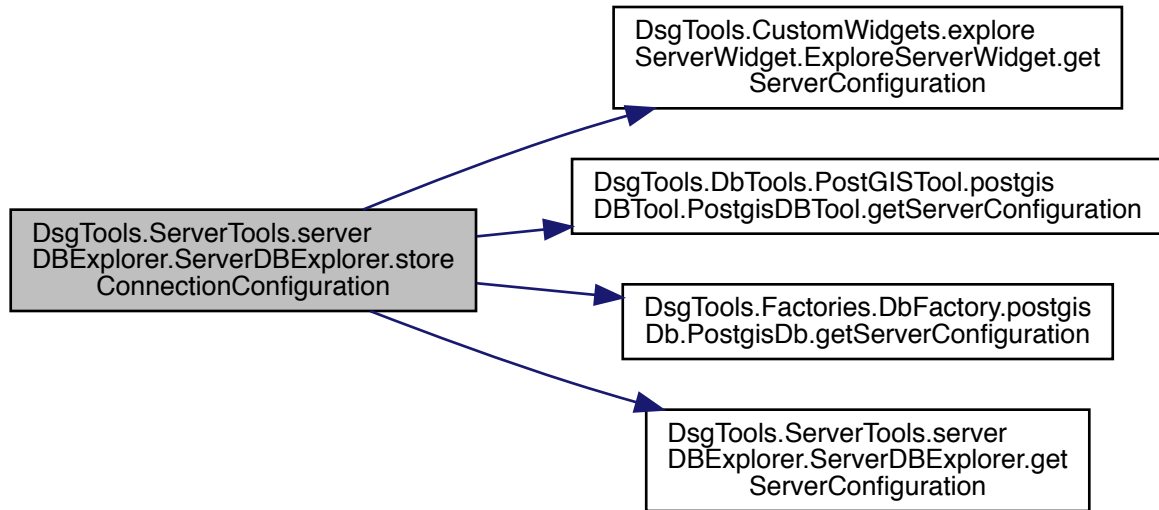 DsgTools.CustomWidgets.explore
ServerWidget.ExploreServerWidget.get
ServerConfiguration
DsgTools.DbTools.PostGISTool.postgis
DBTool.PostgisDBTool.getServerConfiguration
DsgTools.ServerTools.server
DBExplorer.ServerDBExplorer.store
ConnectionConfiguration
DsgTools.Factories.DbFactory.postgis
Db.PostgisDb.getServerConfiguration
DsgTools.ServerTools.server
DBExplorer.ServerDBExplorer.get
ServerConfiguration